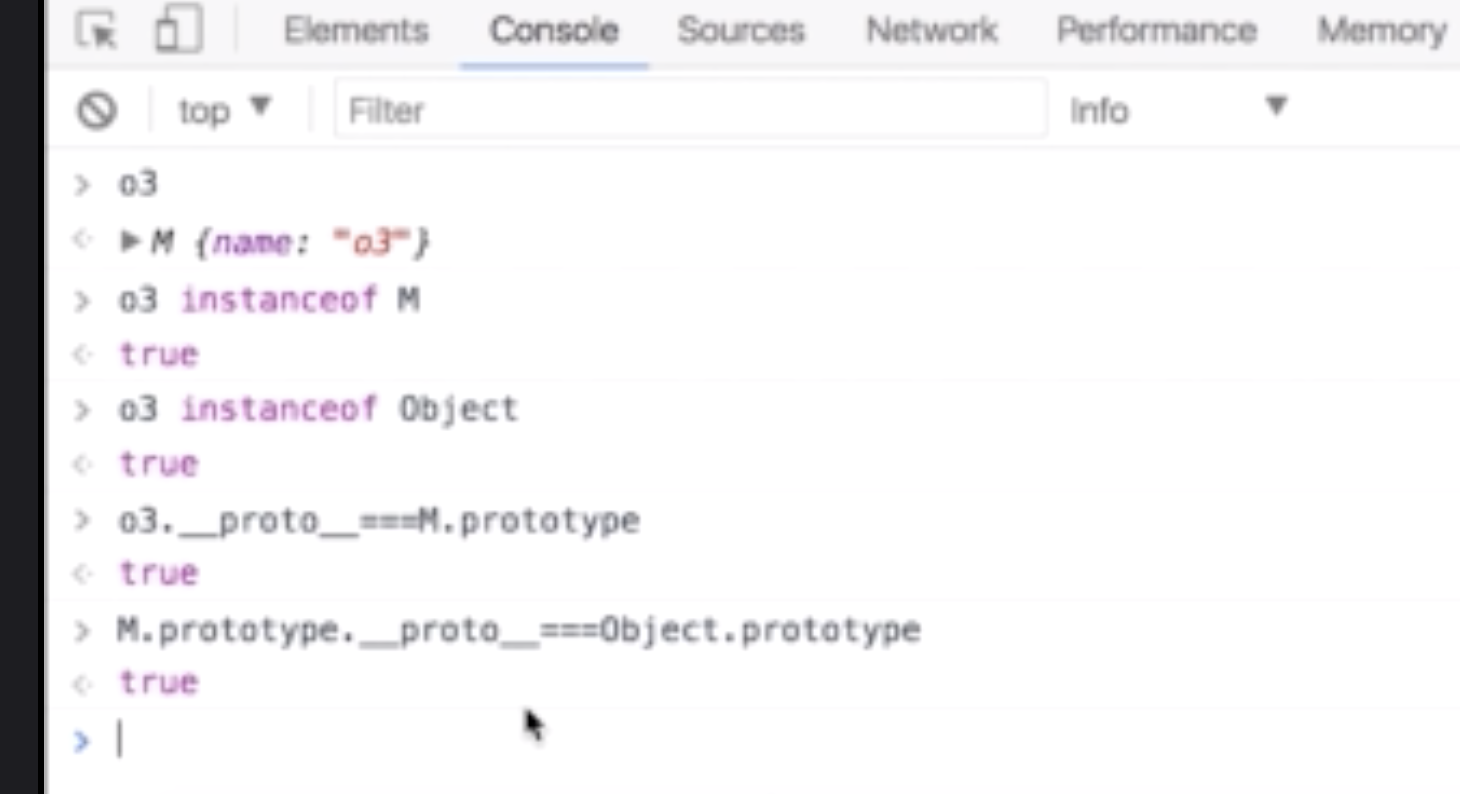 Elements Console Sources Network Performance Memory
top ▼ Filter Info ▼
> o3
<· ▶ M {name: "o3"}
> o3 instanceof M
<· true
> o3 instanceof Object
<· true
> o3.__proto__===M.prototype
<· true
> M.prototype.__proto__===Object.prototype
<· true
>